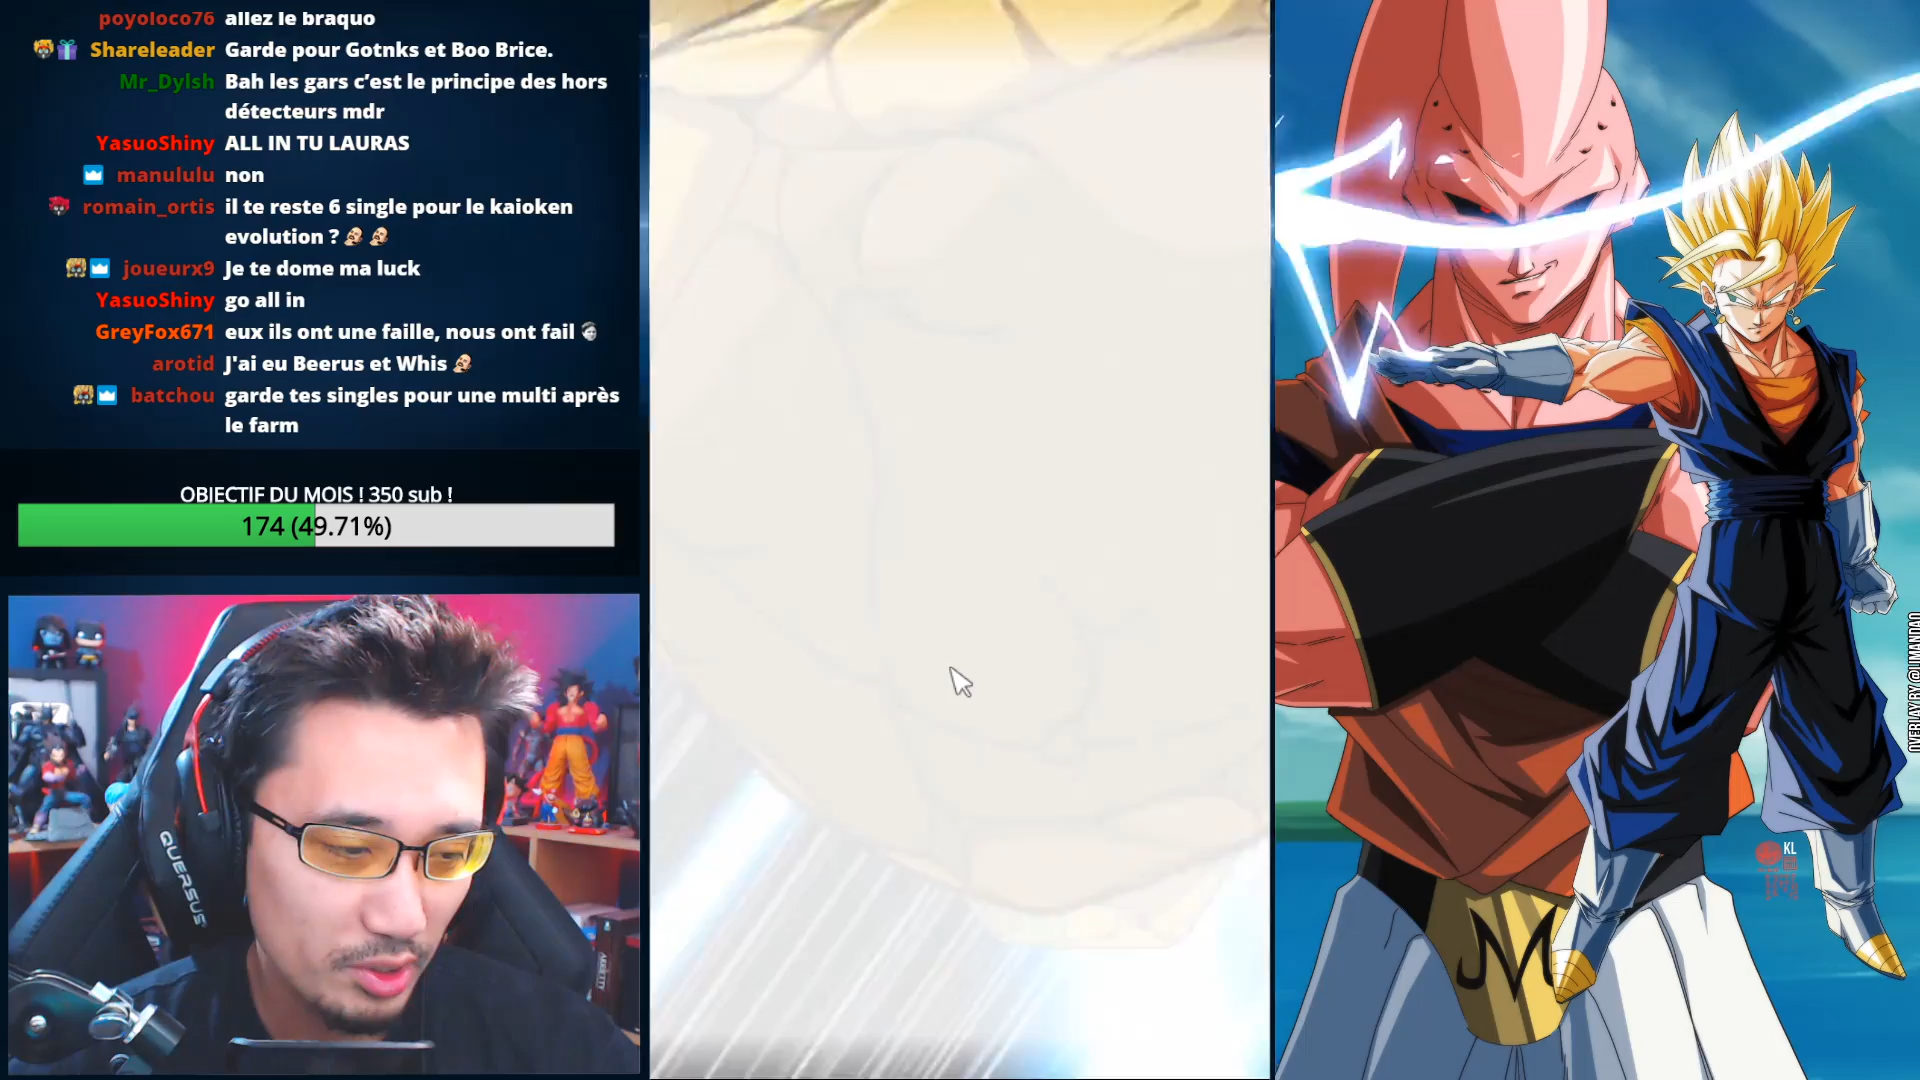 poyoloco76 allez le braquo
Shareleader Garde pour Gotnks et Boo Brice.
Mr_Dylsh Bah les gars c’est le principe des hors
détecteurs mdr
YasuoShiny ALL IN TU LAURAS
manululu non
romain_ortis il te reste 6 single pour le kaioken
evolution ?
joueurx9 Je te dome ma luck
YasuoShiny go all in
GreyFox671 eux ils ont une faille, nous ont fail
arotid J'ai eu Beerus et Whis
batchou garde tes singles pour une multi après
le farm
OBJECTIF DU MOIS ! 350 sub !
174 (49.71%)
QUERSUS
KL
M
OVERLAY BY @LIMANDAO